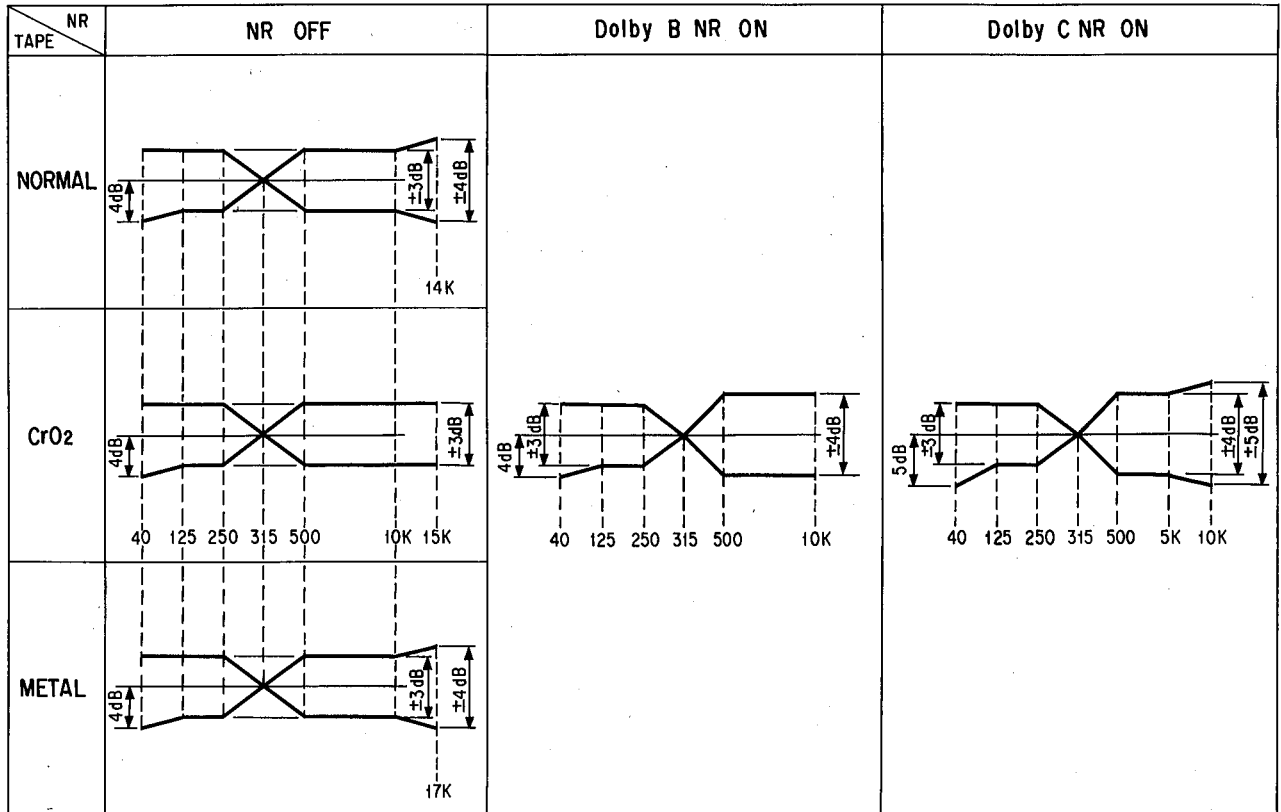 NR
TAPE
NR OFF
Dolby B NR ON
Dolby C NR ON
NORMAL
4dB
±3dB
±4dB
14K
CrO2
4dB
±3dB
40 125 250 315 500 10K 15K
4dB
±3dB
±4dB
40 125 250 315 500 10K
5dB
±3dB
±4dB
±5dB
40 125 250 315 500 5K 10K
METAL
4dB
±3dB
±4dB
17K